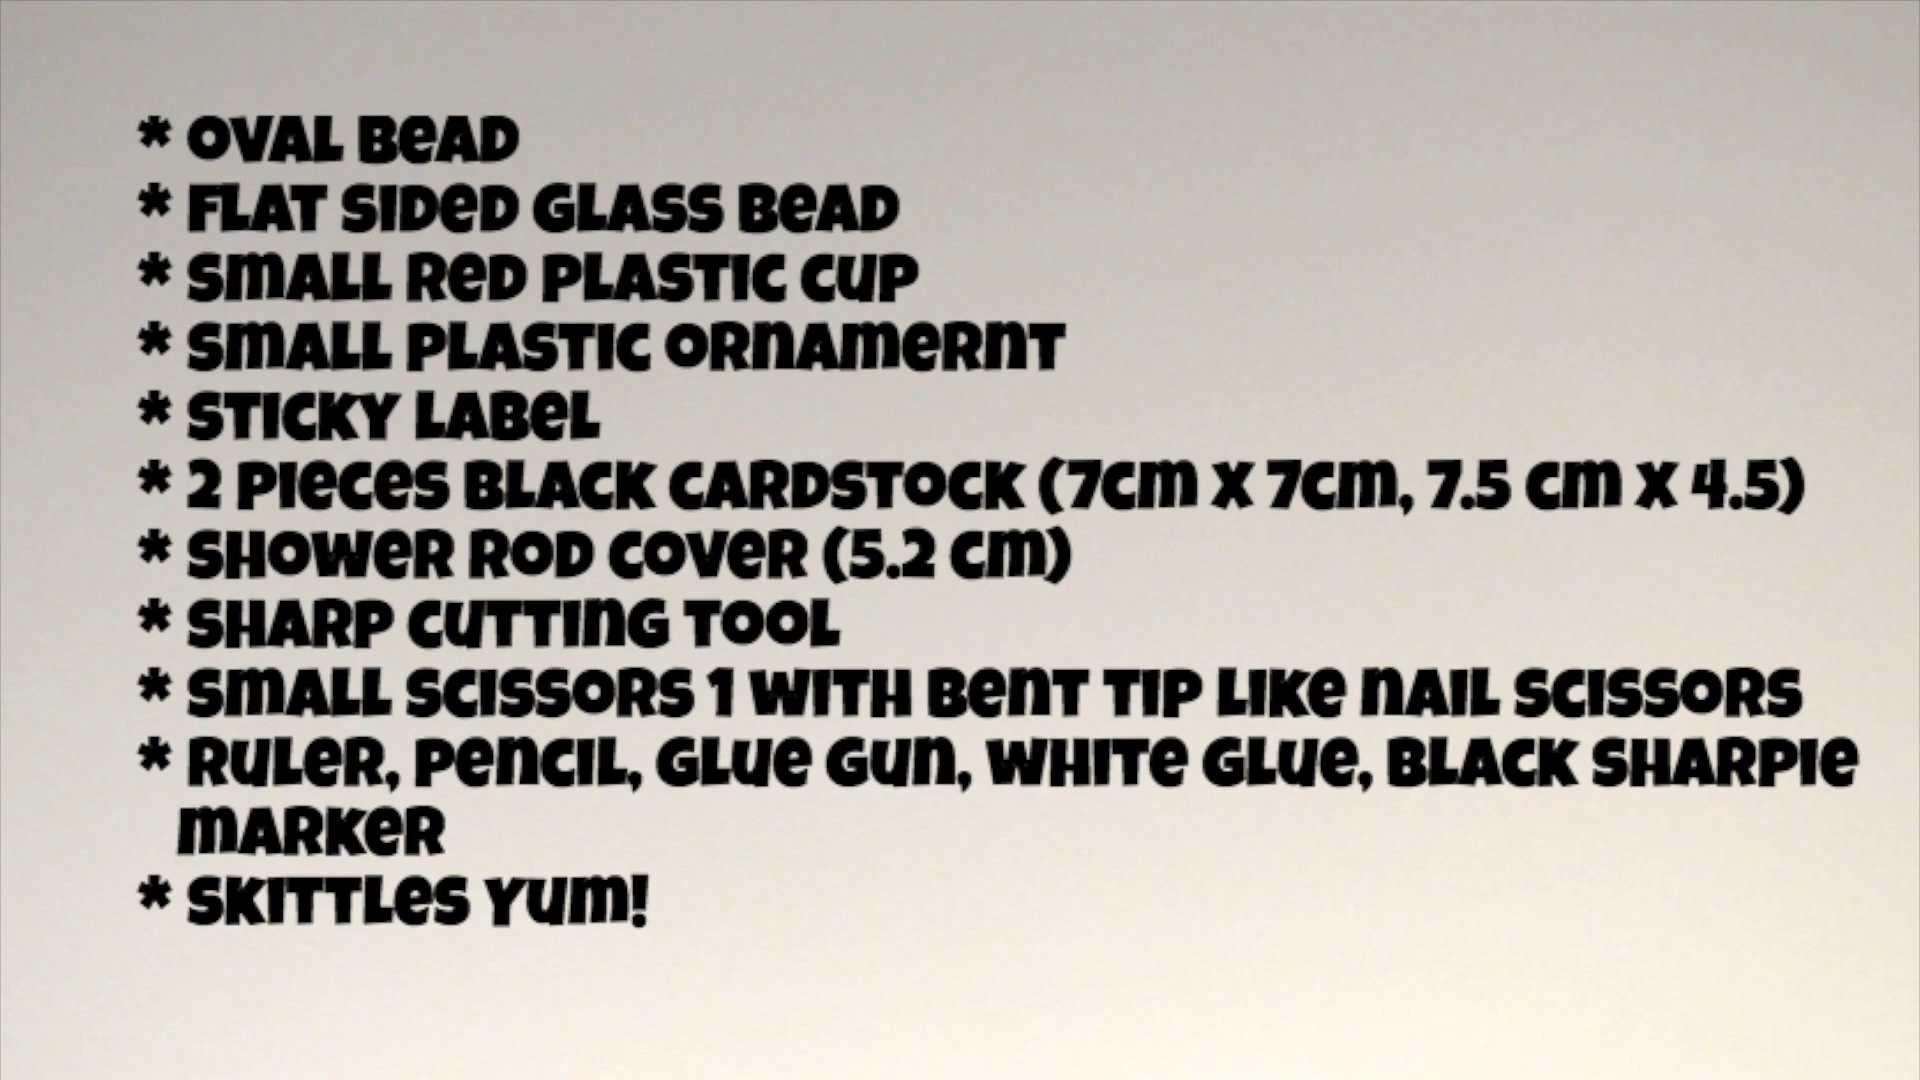 * OVAL BeAD
* FLAT SIDeD GLASS BeAD
* SmALL ReD PLASTIC CuP
* SmALL PLASTIC ORnAmeRnT
* STICKY LABeL
* 2 PIeCeS BLACK CARDSTOCK (7cm X 7cm, 7.5 cm X 4.5)
* SHOWeR ROD COVeR (5.2 cm)
* SHARP CuTTInG TOOL
* SmALL SCISSORS 1 WITH BenT TIP LIKe nAIL SCISSORS
* RuLeR, PenCIL, GLue Gun, WHITe GLue, BLACK SHARPIe
mARKeR
* SKITTLeS Yum!